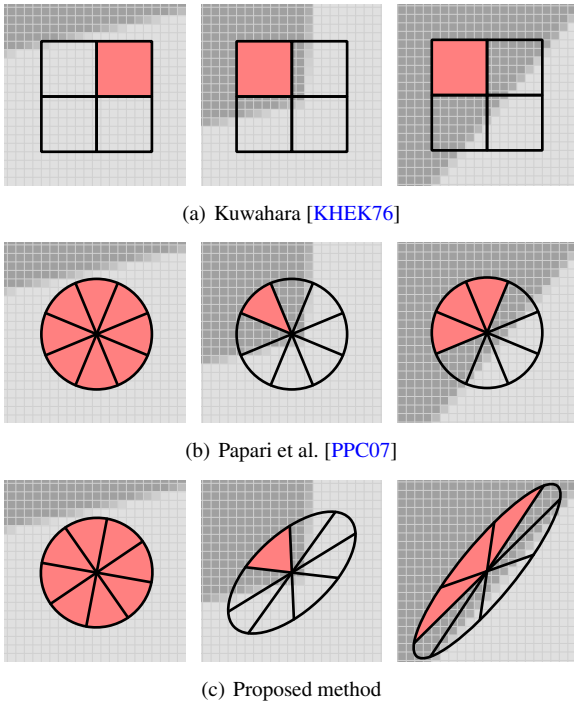 (a) Kuwahara [KHEK76]
(b) Papari et al. [PPC07]
(c) Proposed method